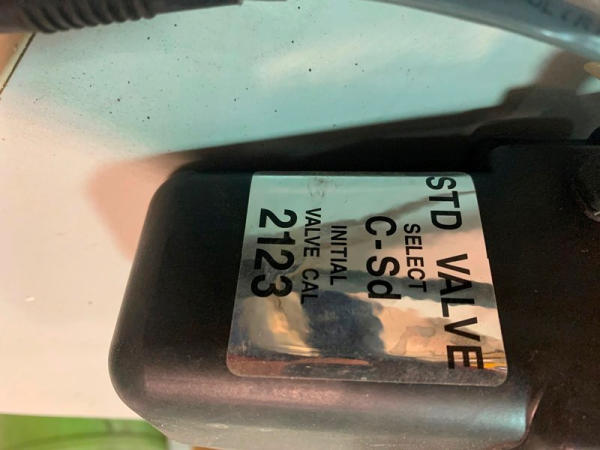 STD VALVE
SELECT
C-Sd
INITIAL
VALVE CAL
2123